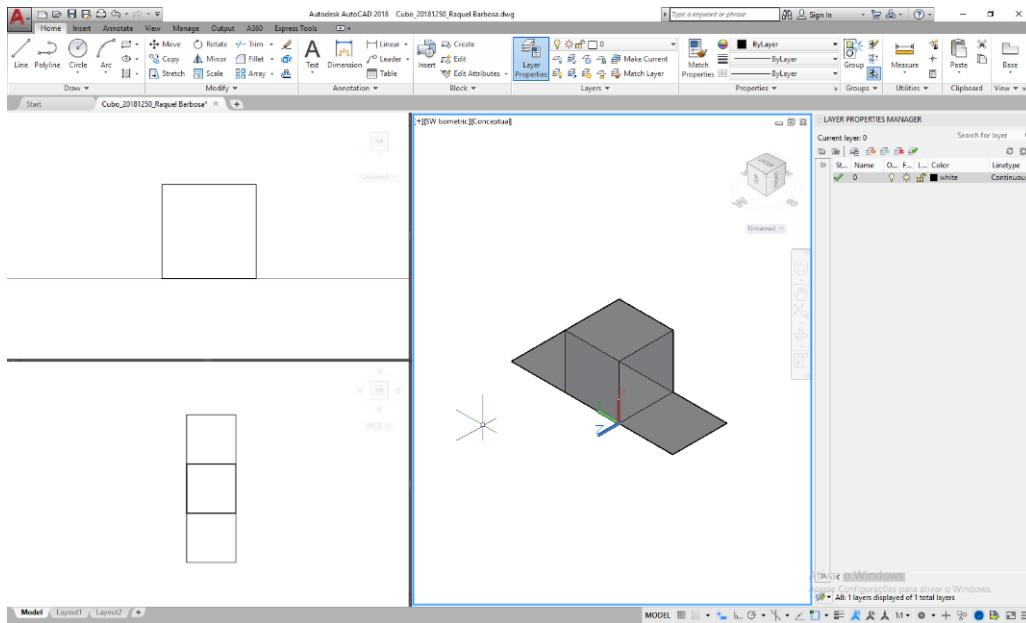 Autodesk AutoCAD 2018 Cubo_20181250_Raquel Barbosa.dwg
Type a keyword or phrase
Sign In
Home Insert Annotate View Manage Output A360 Express Tools
Line Polyline Circle Arc
Move Rotate Trim
Copy Mirror Fillet
Stretch Scale Array
Text Dimension
Linear
Leader
Table
Insert
Create
Edit
Edit Attributes
Layer Properties
0
Make Current
Match Layer
Match Properties
ByLayer
ByLayer
ByLayer
Group
Measure
Paste
Base
Draw Modify Annotation Block Layers Properties Groups Utilities Clipboard View
Start Cubo_20181250_Raquel Barbosa*
[+][SW Isometric][Conceptual]
Unnamed
Unnamed
WCS
Z
LAYER PROPERTIES MANAGER
Current layer: 0
Search for layer
St... Name O... F... L... Color Linetype
0 white Continuous
Ativar o Windows
Acesse Configurações para ativar o Windows.
All: 1 layers displayed of 1 total layers
Model Layout1 Layout2
MODEL
1:1